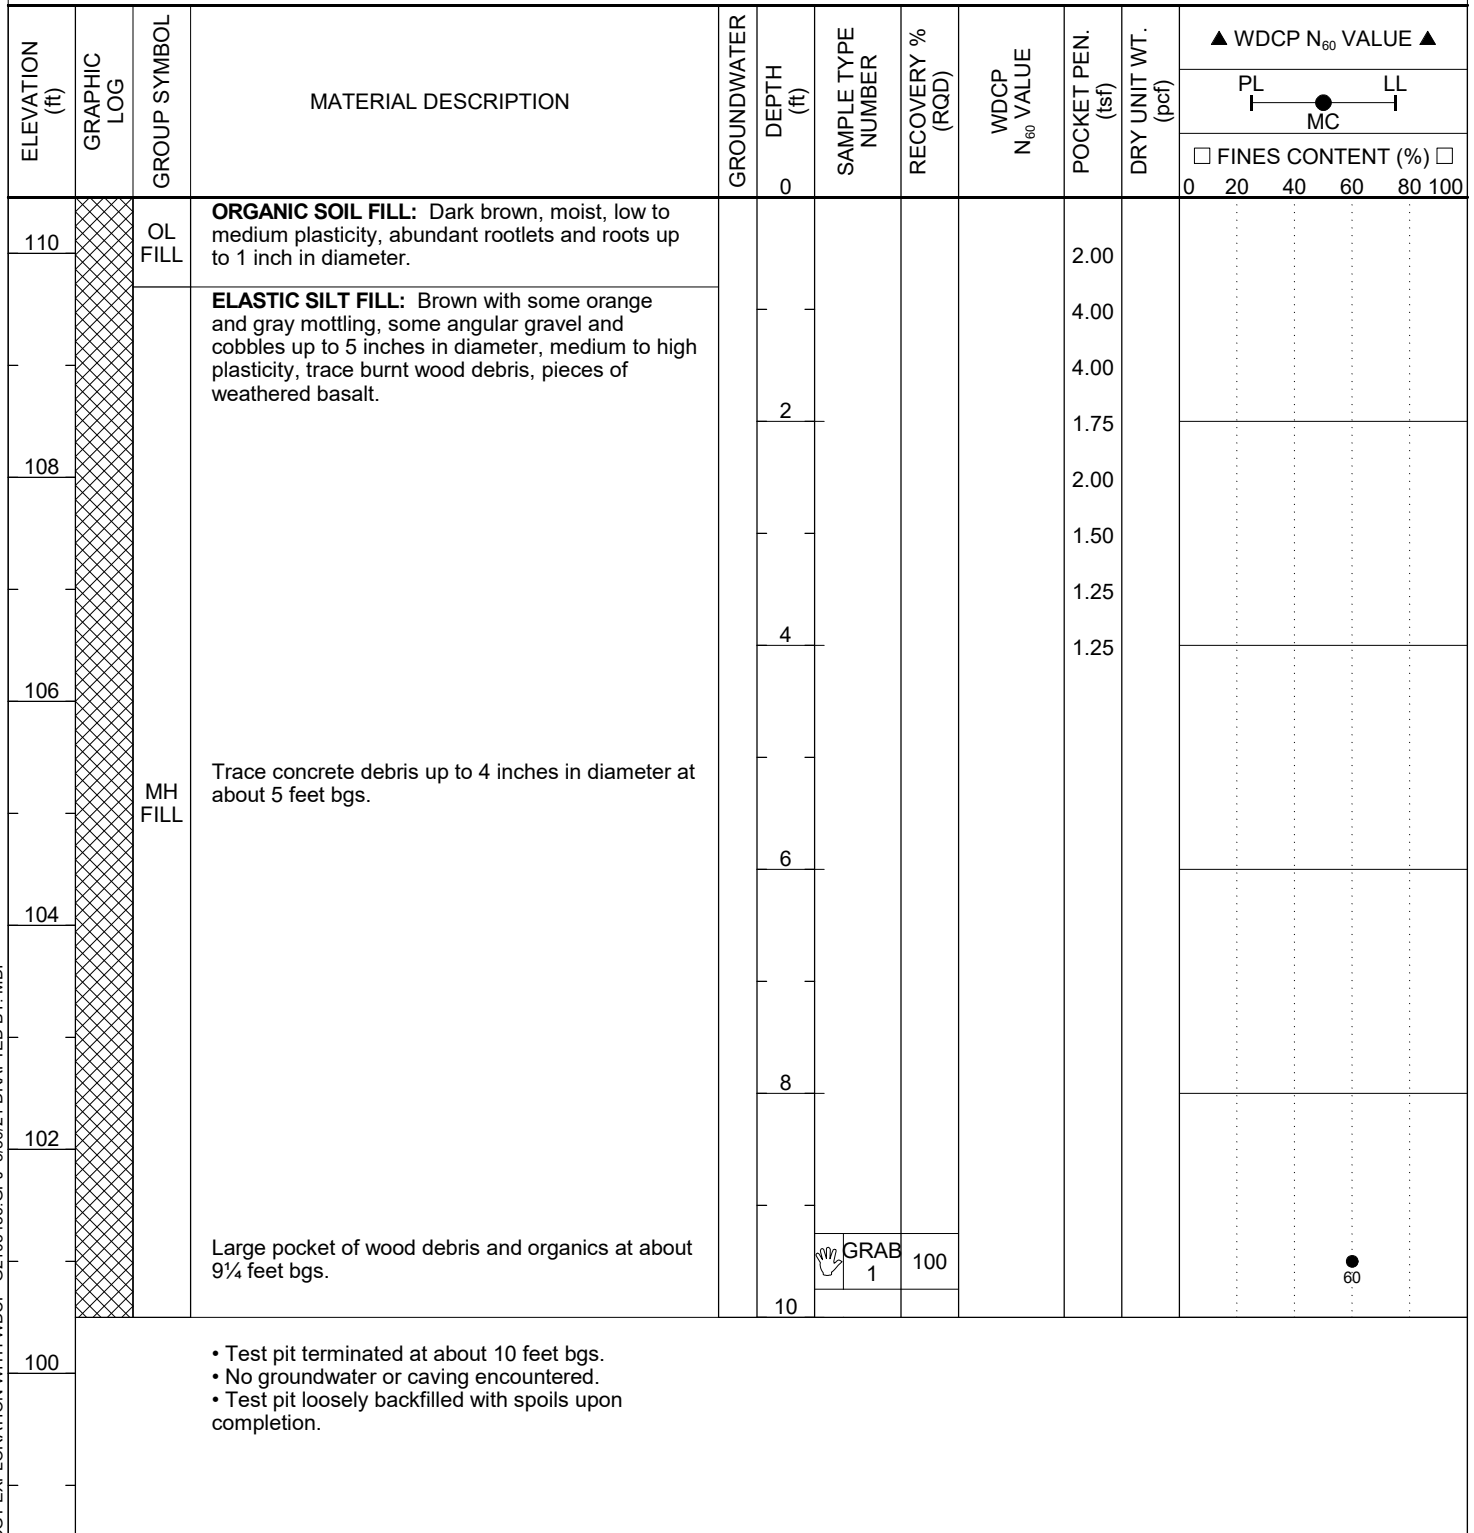 ELEVATION (ft)
GRAPHIC LOG
GROUP SYMBOL
MATERIAL DESCRIPTION
GROUNDWATER
DEPTH (ft)
0
SAMPLE TYPE NUMBER
RECOVERY % (RQD)
WDCP N60 VALUE
POCKET PEN. (tsf)
DRY UNIT WT. (pcf)
▲ WDCP N60 VALUE ▲
PL LL
MC
□ FINES CONTENT (%) □
0 20 40 60 80 100
110
OL
FILL
ORGANIC SOIL FILL: Dark brown, moist, low to
medium plasticity, abundant rootlets and roots up
to 1 inch in diameter.
2.00
ELASTIC SILT FILL: Brown with some orange
and gray mottling, some angular gravel and
cobbles up to 5 inches in diameter, medium to high
plasticity, trace burnt wood debris, pieces of
weathered basalt.
4.00
4.00
2
1.75
108
2.00
1.50
1.25
4
1.25
106
MH
FILL
Trace concrete debris up to 4 inches in diameter at
about 5 feet bgs.
6
104
8
102
Large pocket of wood debris and organics at about
9¼ feet bgs.
GRAB
1
100
60
10
100
• Test pit terminated at about 10 feet bgs.
• No groundwater or caving encountered.
• Test pit loosely backfilled with spoils upon
completion.